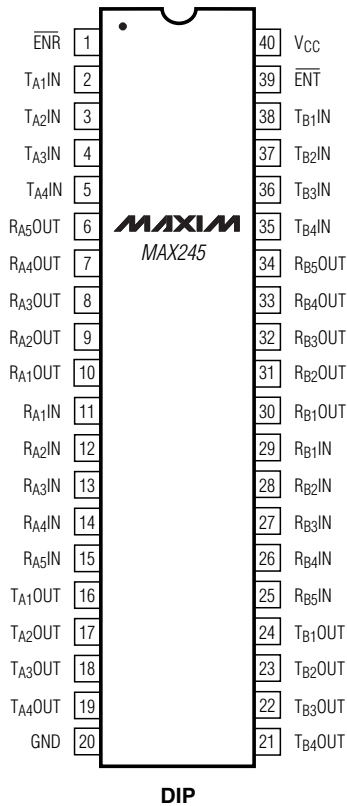 ENR 1
TA1IN 2
TA2IN 3
TA3IN 4
TA4IN 5
RA5OUT 6
RA4OUT 7
RA3OUT 8
RA2OUT 9
RA1OUT 10
RA1IN 11
RA2IN 12
RA3IN 13
RA4IN 14
RA5IN 15
TA1OUT 16
TA2OUT 17
TA3OUT 18
TA4OUT 19
GND 20
MAXIM
MAX245
40 VCC
39 ENT
38 TB1IN
37 TB2IN
36 TB3IN
35 TB4IN
34 RB5OUT
33 RB4OUT
32 RB3OUT
31 RB2OUT
30 RB1OUT
29 RB1IN
28 RB2IN
27 RB3IN
26 RB4IN
25 RB5IN
24 TB1OUT
23 TB2OUT
22 TB3OUT
21 TB4OUT
DIP